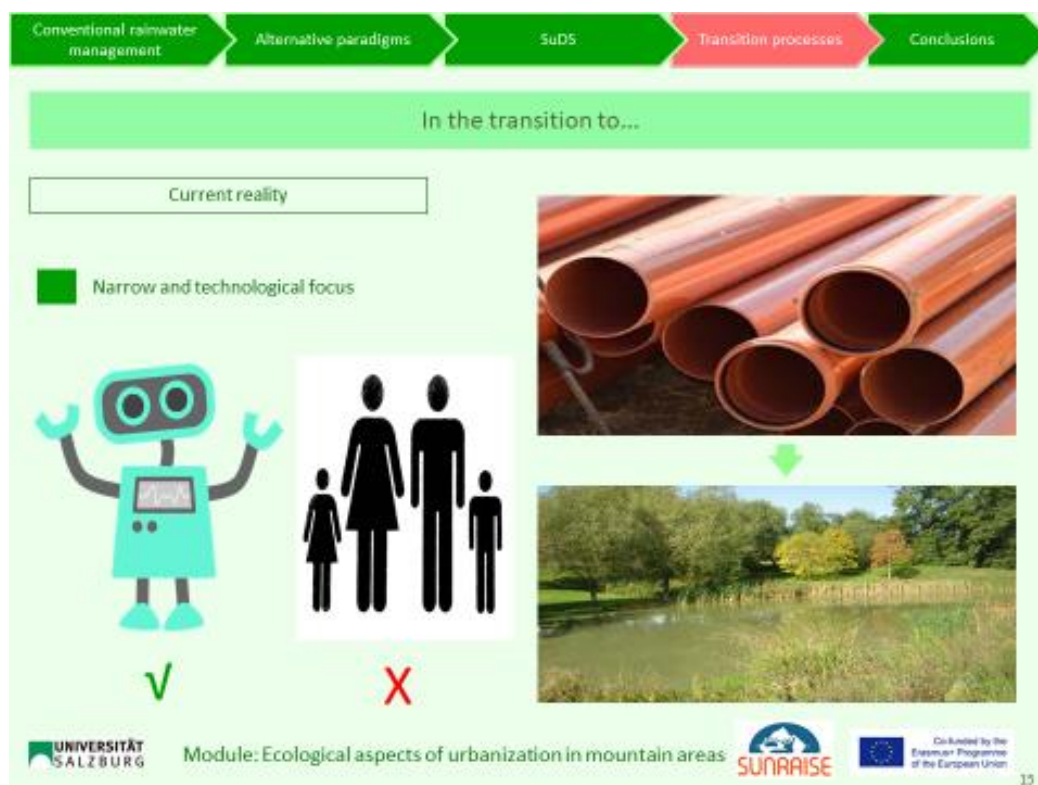 Conventional rainwater
management
Alternative paradigms
SuDS
Transition processes
Conclusions
In the transition to...
Current reality
Narrow and technological focus
√
X
UNIVERSITÄT
SALZBURG
Module: Ecological aspects of urbanization in mountain areas
SUNRAISE
Co-funded by the
Erasmus+ Programme
of the European Union
15